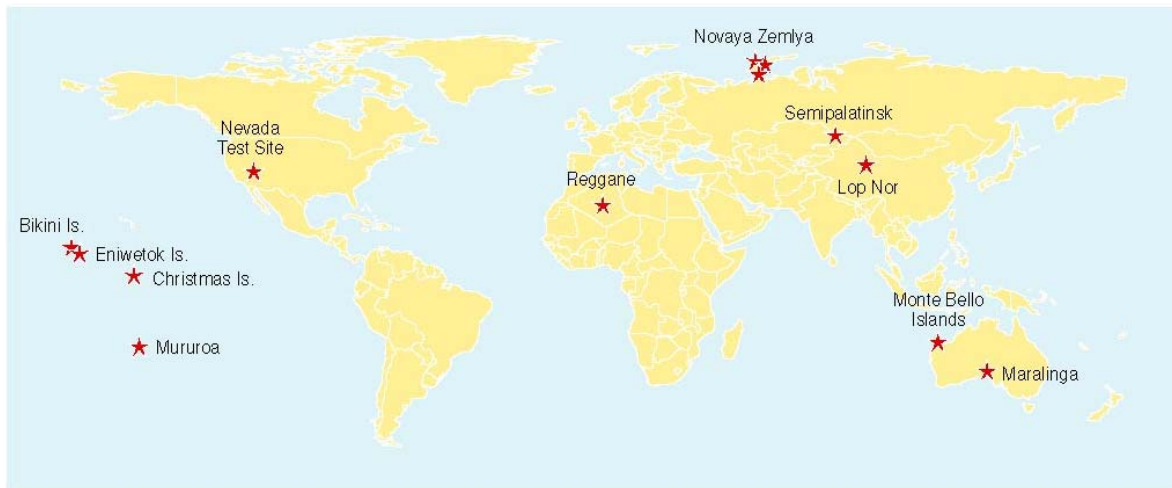 Novaya Zemlya
Semipalatinsk
Nevada
Test Site
Reggane
Lop Nor
Bikini Is.
Eniwetok Is.
Christmas Is.
Monte Bello
Islands
Mururoa
Maralinga